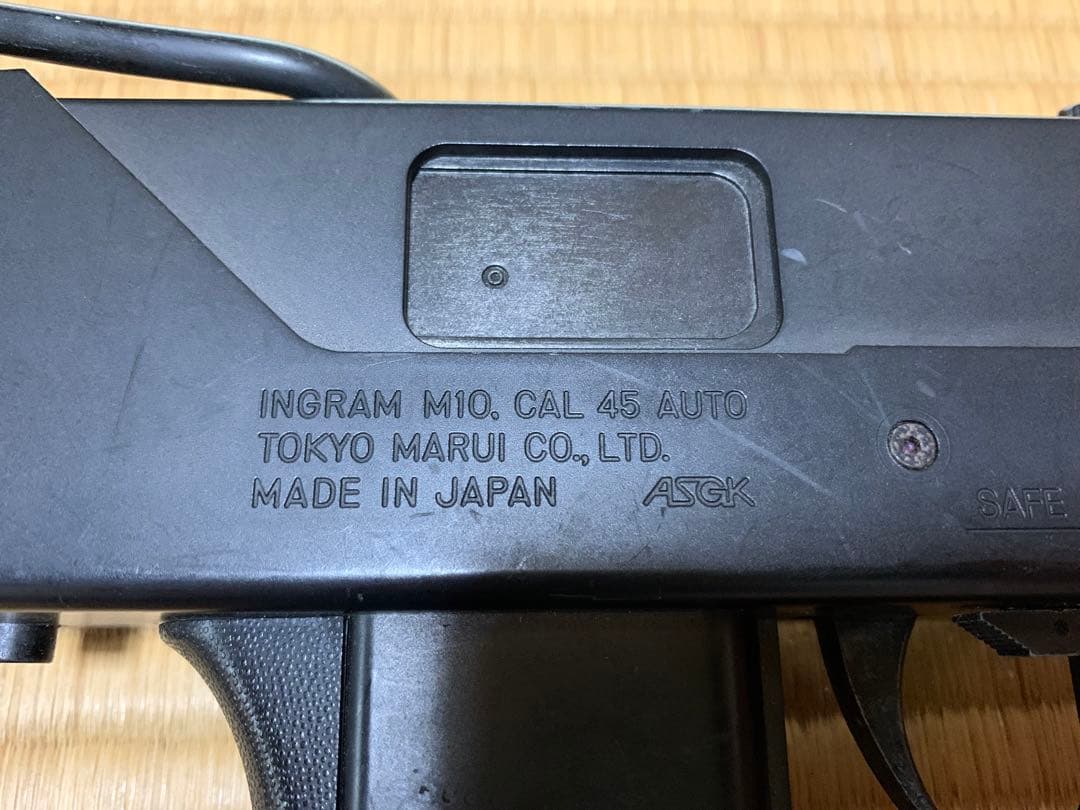 INGRAM M10. CAL 45 AUTO
TOKYO MARUI CO., LTD.
MADE IN JAPAN ASGK
SAFE